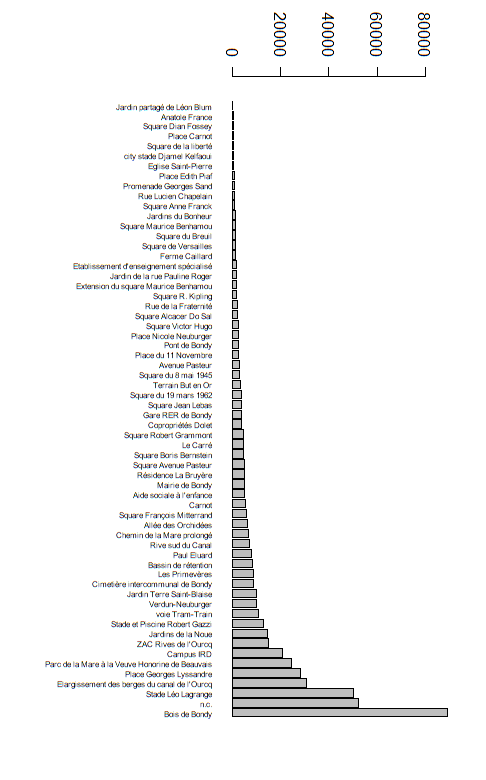 0 20000 40000 60000 80000
Jardin partagé de Léon Blum
Anatole France
Square Dian Fossey
Place Carnot
Square de la liberté
city stade Djamel Kelfaoui
Eglise Saint-Pierre
Place Edith Piaf
Promenade Georges Sand
Rue Lucien Chapelain
Square Anne Franck
Jardins du Bonheur
Square Maurice Benhamou
Square du Breuil
Square de Versailles
Ferme Caillard
Etablissement d'enseignement spécialisé
Jardin de la rue Pauline Roger
Extension du square Maurice Benhamou
Square R. Kipling
Rue de la Fraternité
Square Alcacer Do Sal
Square Victor Hugo
Place Nicole Neuburger
Pont de Bondy
Place du 11 Novembre
Avenue Pasteur
Square du 8 mai 1945
Terrain But en Or
Square du 19 mars 1962
Square Jean Lebas
Gare RER de Bondy
Copropriétés Dolet
Square Robert Grammont
Le Carré
Square Boris Bernstein
Square Avenue Pasteur
Résidence La Bruyère
Mairie de Bondy
Aide sociale à l'enfance
Carnot
Square François Mitterrand
Allée des Orchidées
Chemin de la Mare prolongé
Rive sud du Canal
Paul Eluard
Bassin de rétention
Les Primevères
Cimetière intercommunal de Bondy
Jardin Terre Saint-Blaise
Verdun-Neuburger
voie Tram-Train
Stade et Piscine Robert Gazzi
Jardins de la Noue
ZAC Rives de l'Ourcq
Campus IRD
Parc de la Mare à la Veuve Honorine de Beauvais
Place Georges Lyssandre
Elargissement des berges du canal de l'Ourcq
Stade Léo Lagrange
n.c.
Bois de Bondy